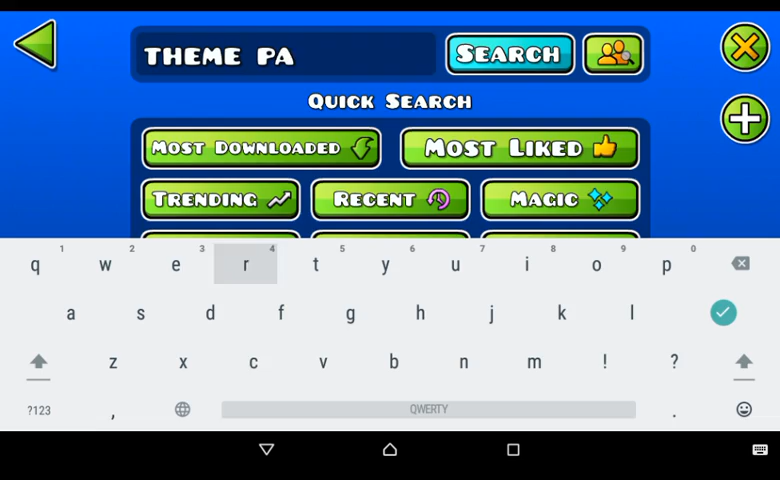 THEME PA SEARCH
QUICK SEARCH
MOST DOWNLOADED MOST LIKED
TRENDING RECENT MAGIC
1 2 3 4 5 6 7 8 9 0
q w e r t y u i o p
a s d f g h j k l
z x c v b n m ! ?
?123 , QWERTY .